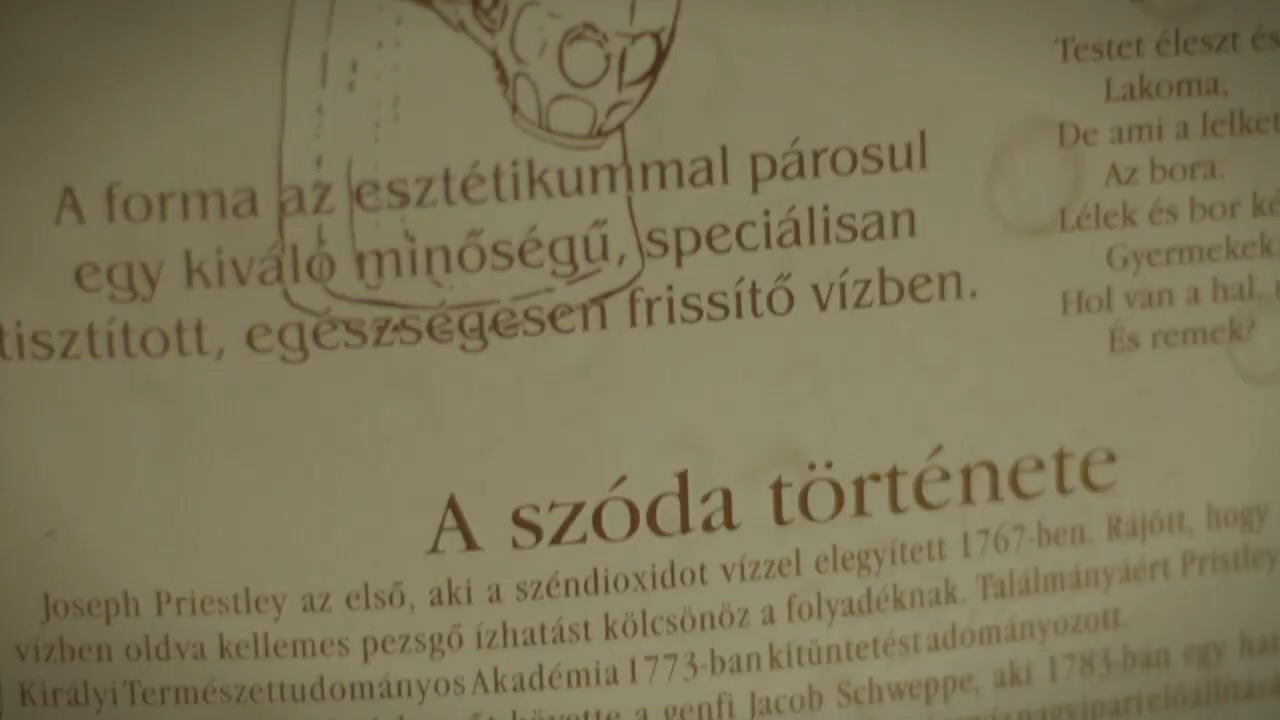 A forma az esztétikummal párosul
egy kiváló minőségű, speciálisan
tisztított, egészségesen frissítő vízben.
Testet éleszt és
Lakoma,
De ami a lelket
Az bora.
Lélek és bor
Gyermekek
Hol van a hal,
És remek?
A szóda története
Joseph Priestley az első, aki a széndioxidot vízzel elegyített 1767-ben. Rájött, hogy
vízben oldva kellemes pezsgő ízhatást kölcsönöz a folyadéknak. Találmányáért Pristley
Királyi Természettudományos Akadémia 1773-ban kitüntetést adományozott.
követte a genfi Jacob Schweppe, aki 1783-ban egy